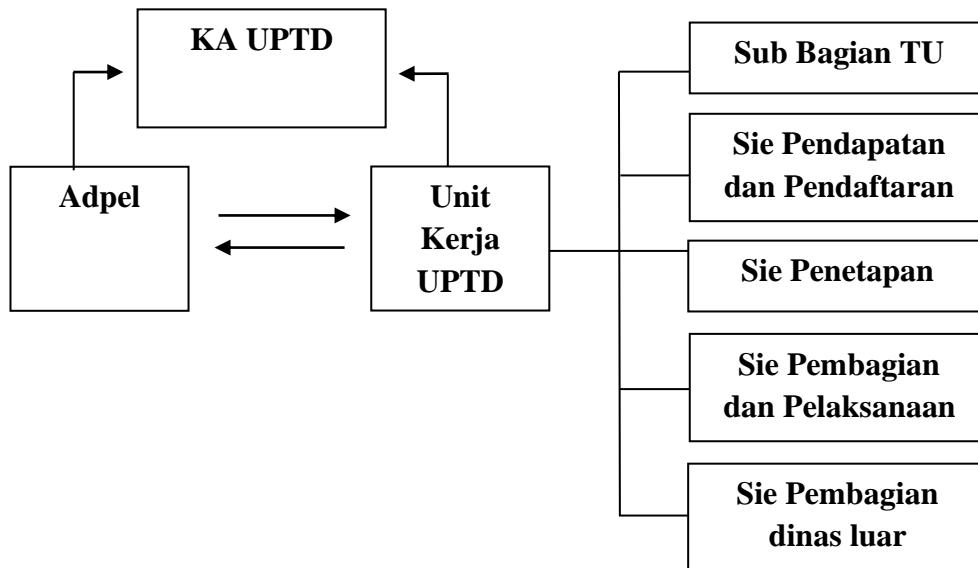 KA UPTD
Adpel
Unit
Kerja
UPTD
Sub Bagian TU
Sie Pendapatan
dan Pendaftaran
Sie Penetapan
Sie Pembagian
dan Pelaksanaan
Sie Pembagian
dinas luar